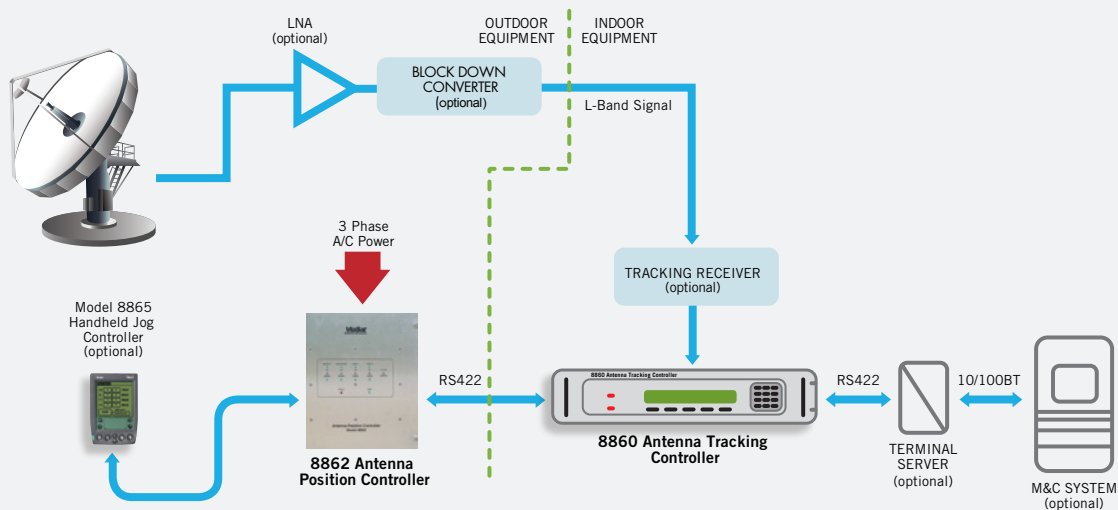 LNA
(optional)
OUTDOOR
EQUIPMENT
INDOOR
EQUIPMENT
BLOCK DOWN
CONVERTER
(optional)
L-Band Signal
3 Phase
A/C Power
TRACKING RECEIVER
(optional)
Model 8865
Handheld Jog
Controller
(optional)
RS422
8860 Antenna Tracking Controller
RS422
10/100BT
8862 Antenna
Position Controller
8860 Antenna Tracking
Controller
TERMINAL
SERVER
(optional)
M&C SYSTEM
(optional)